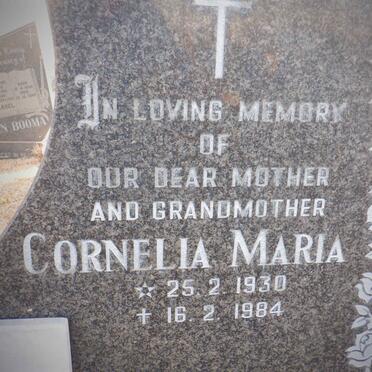 IN LOVING MEMORY
OF
OUR DEAR MOTHER
AND GRANDMOTHER
CORNELIA MARIA
☆ 25. 2. 1930
✝ 16. 2. 1984